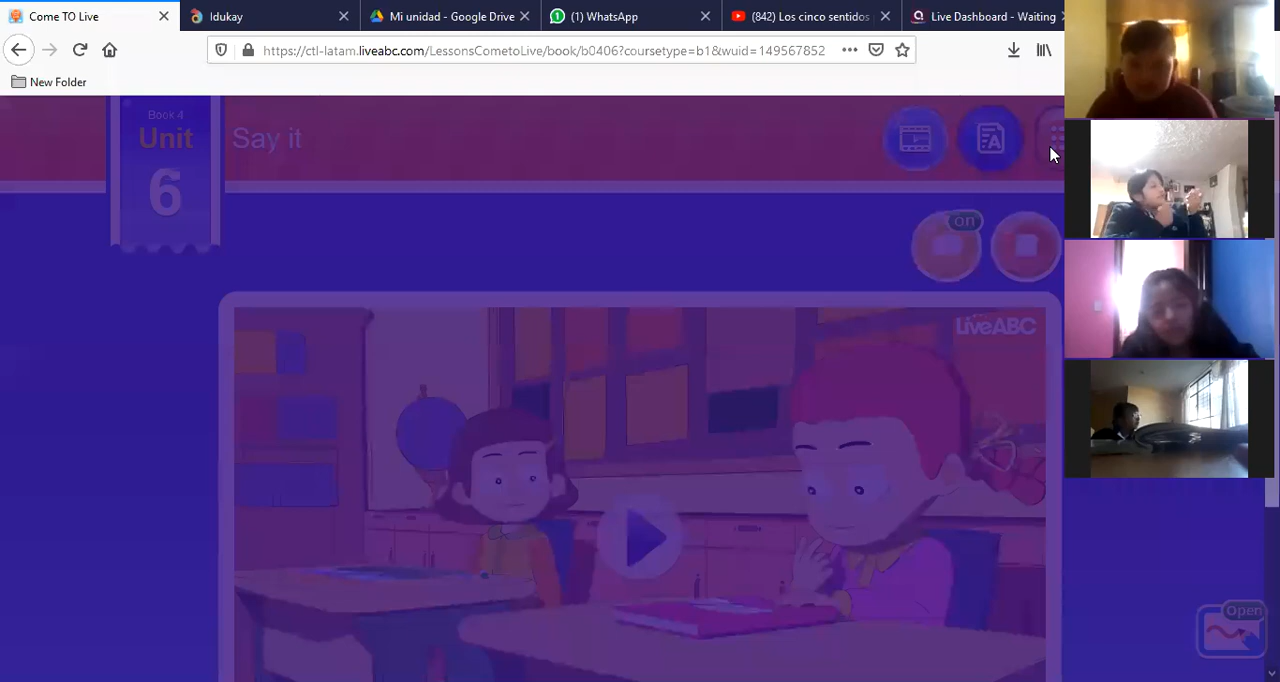 Come TO Live
Idukay
Mi unidad - Google Drive
(1) WhatsApp
(842) Los cinco sentidos
Live Dashboard - Waiting
https://ctl-latam.liveabc.com/LessonsCometoLive/book/b0406?coursetype=b1&wuid=149567852
New Folder
Book 4
Unit
6
Say it
on
LiveABC
Open